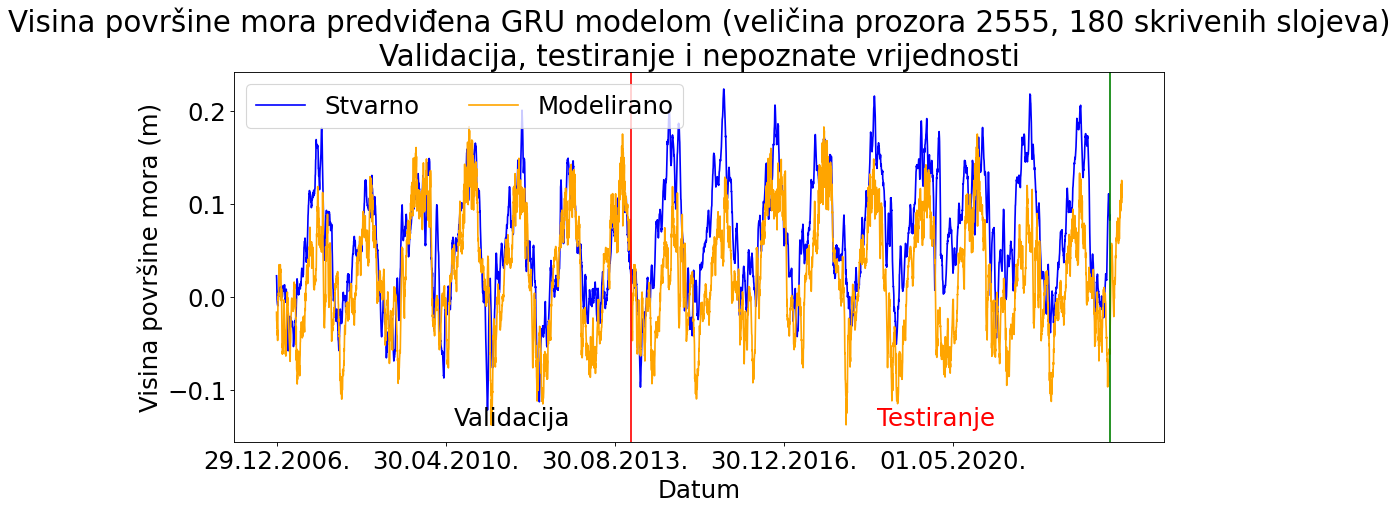 Visina površine mora predviđena GRU modelom (veličina prozora 2555, 180 skrivenih slojeva)
Validacija, testiranje i nepoznate vrijednosti
Stvarno
Modelirano
Visina površine mora (m)
0.2
0.1
0.0
−0.1
Validacija
Testiranje
29.12.2006.
30.04.2010.
30.08.2013.
30.12.2016.
01.05.2020.
Datum